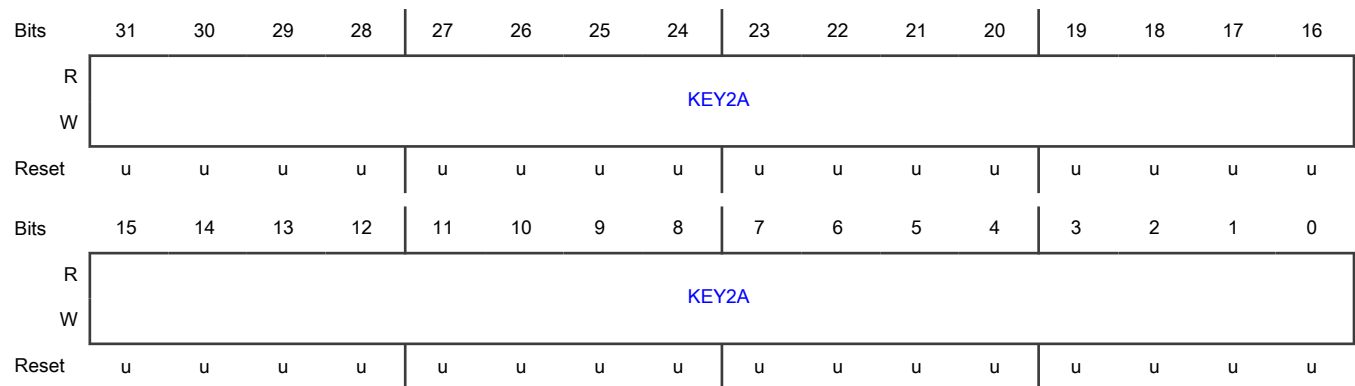 Bits 31 30 29 28 27 26 25 24 23 22 21 20 19 18 17 16
R
KEY2A
W
Reset u u u u u u u u u u u u u u u u
Bits 15 14 13 12 11 10 9 8 7 6 5 4 3 2 1 0
R
KEY2A
W
Reset u u u u u u u u u u u u u u u u